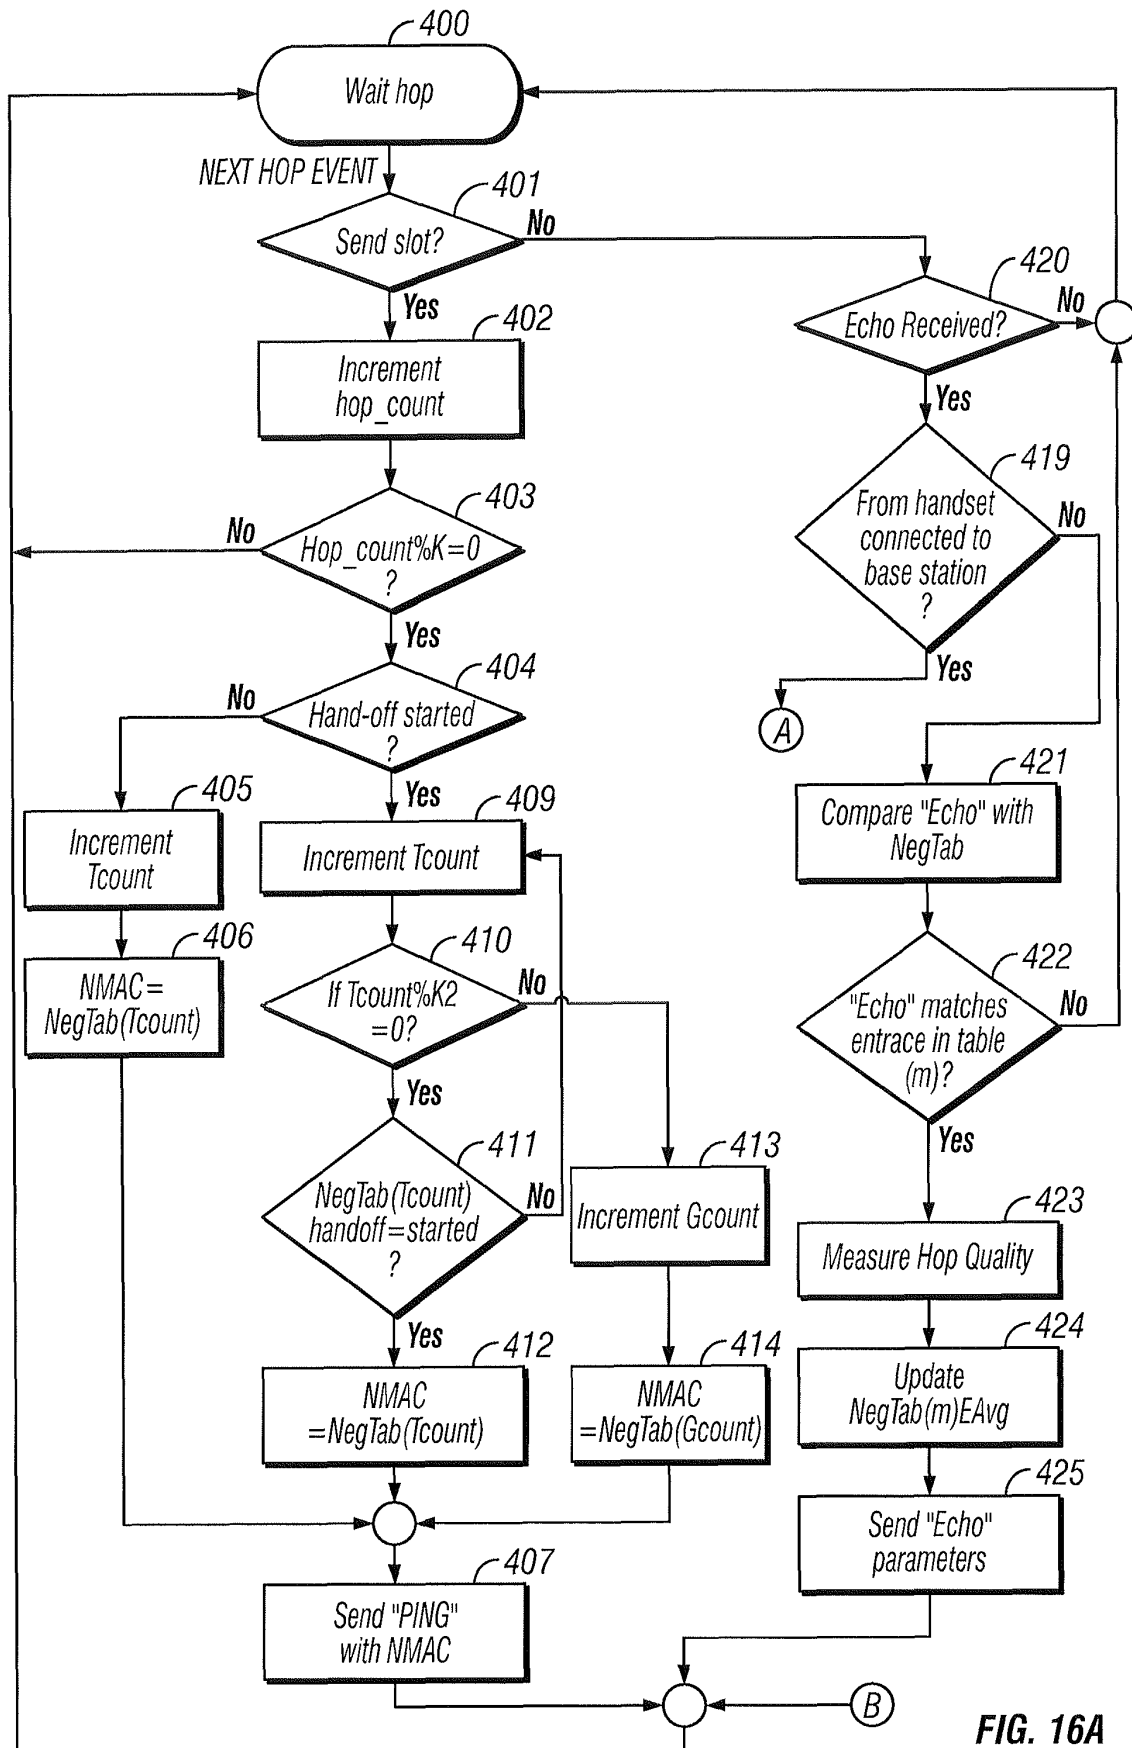 400
Wait hop
NEXT HOP EVENT
401
Send slot?
No
Yes
402
Increment
hop_count
403
No
Hop_count%K=0
?
Yes
404
No
Hand-off started
?
Yes
405
Increment
Tcount
406
NMAC=
NegTab(Tcount)
409
Increment Tcount
410
If Tcount%K2
=0?
No
Yes
411
NegTab(Tcount)
handoff=started
?
No
Yes
412
NMAC
=NegTab(Tcount)
413
Increment Gcount
414
NMAC
=NegTab(Gcount)
407
Send "PING"
with NMAC
420
Echo Received?
No
Yes
419
From handset
connected to
base station
?
No
Yes
A
421
Compare "Echo" with
NegTab
422
"Echo" matches
entrace in table
(m)?
No
Yes
423
Measure Hop Quality
424
Update
NegTab(m)EAvg
425
Send "Echo"
parameters
B
FIG. 16A